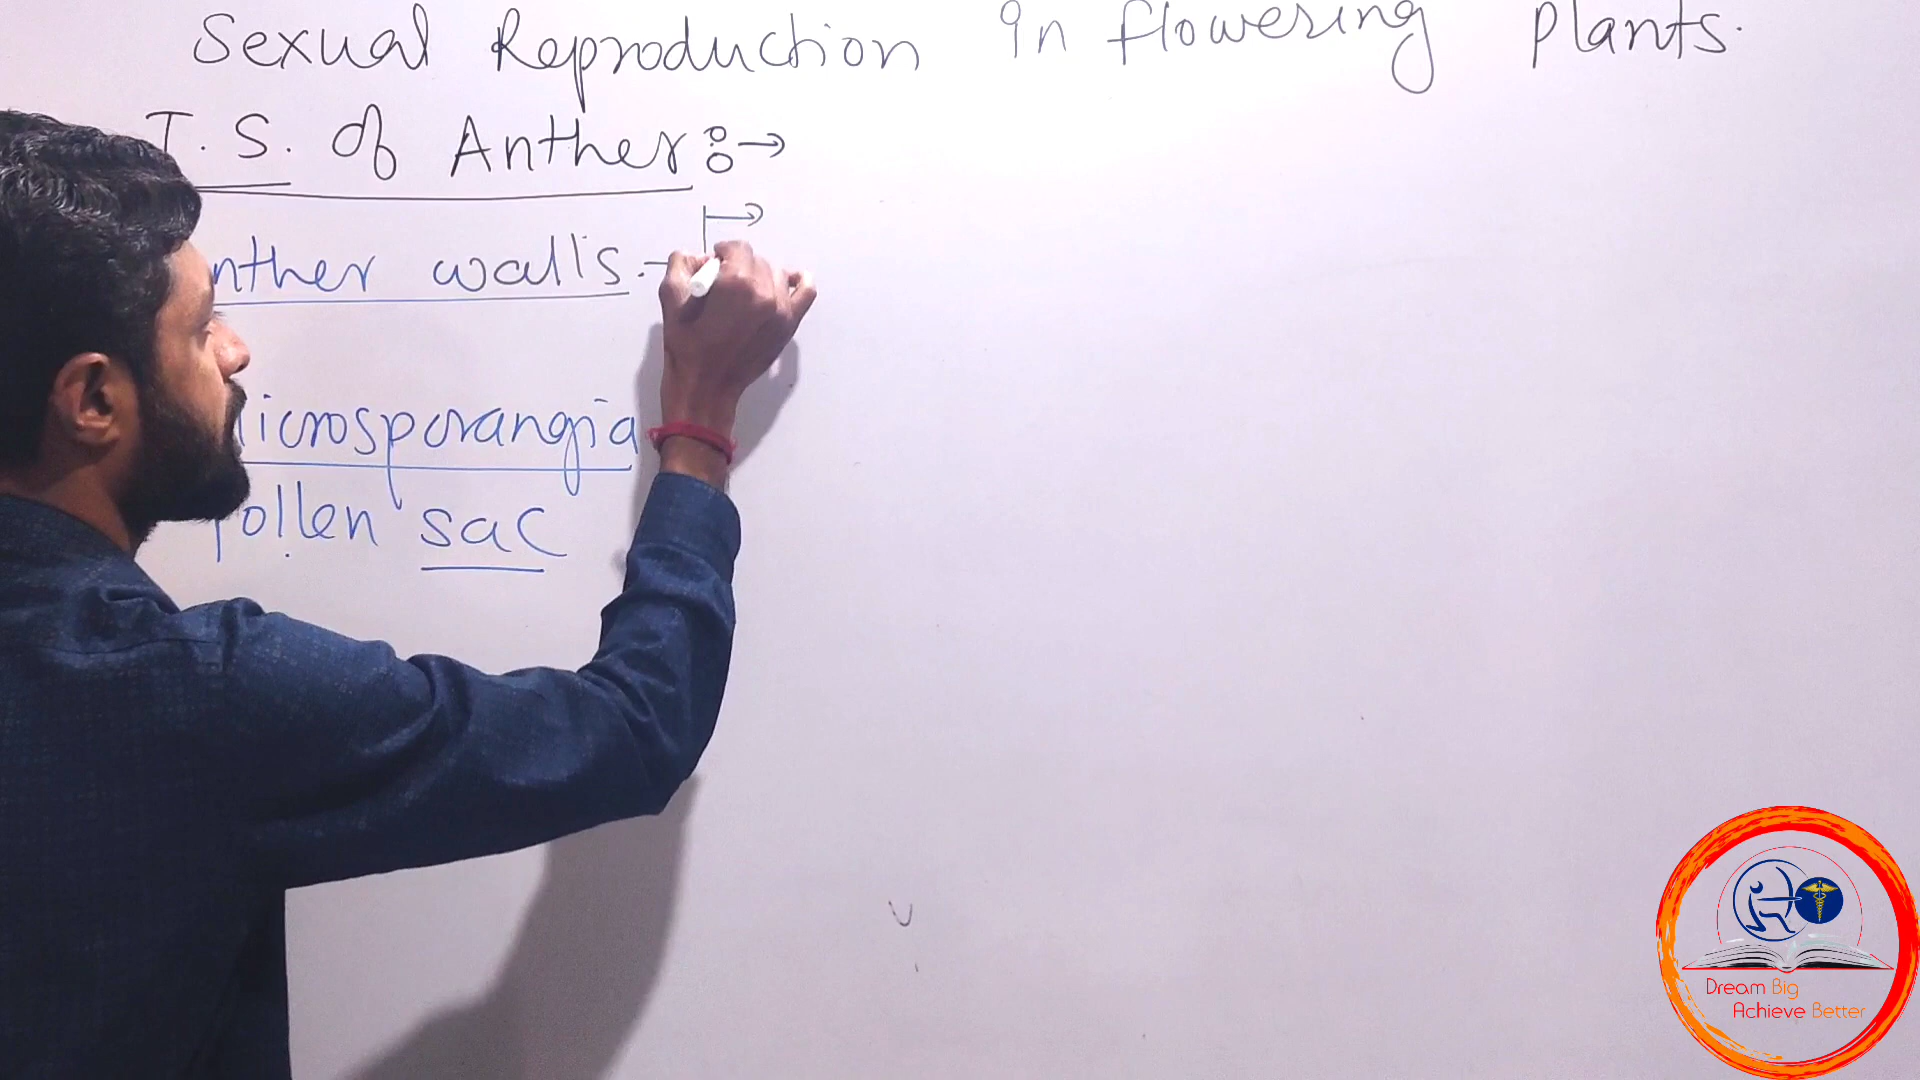 Sexual Reproduction in flowering Plants.
T. S. of Anther :→
nther walls. -
icrosporangia
ollen sac
Dream Big
Achieve Better